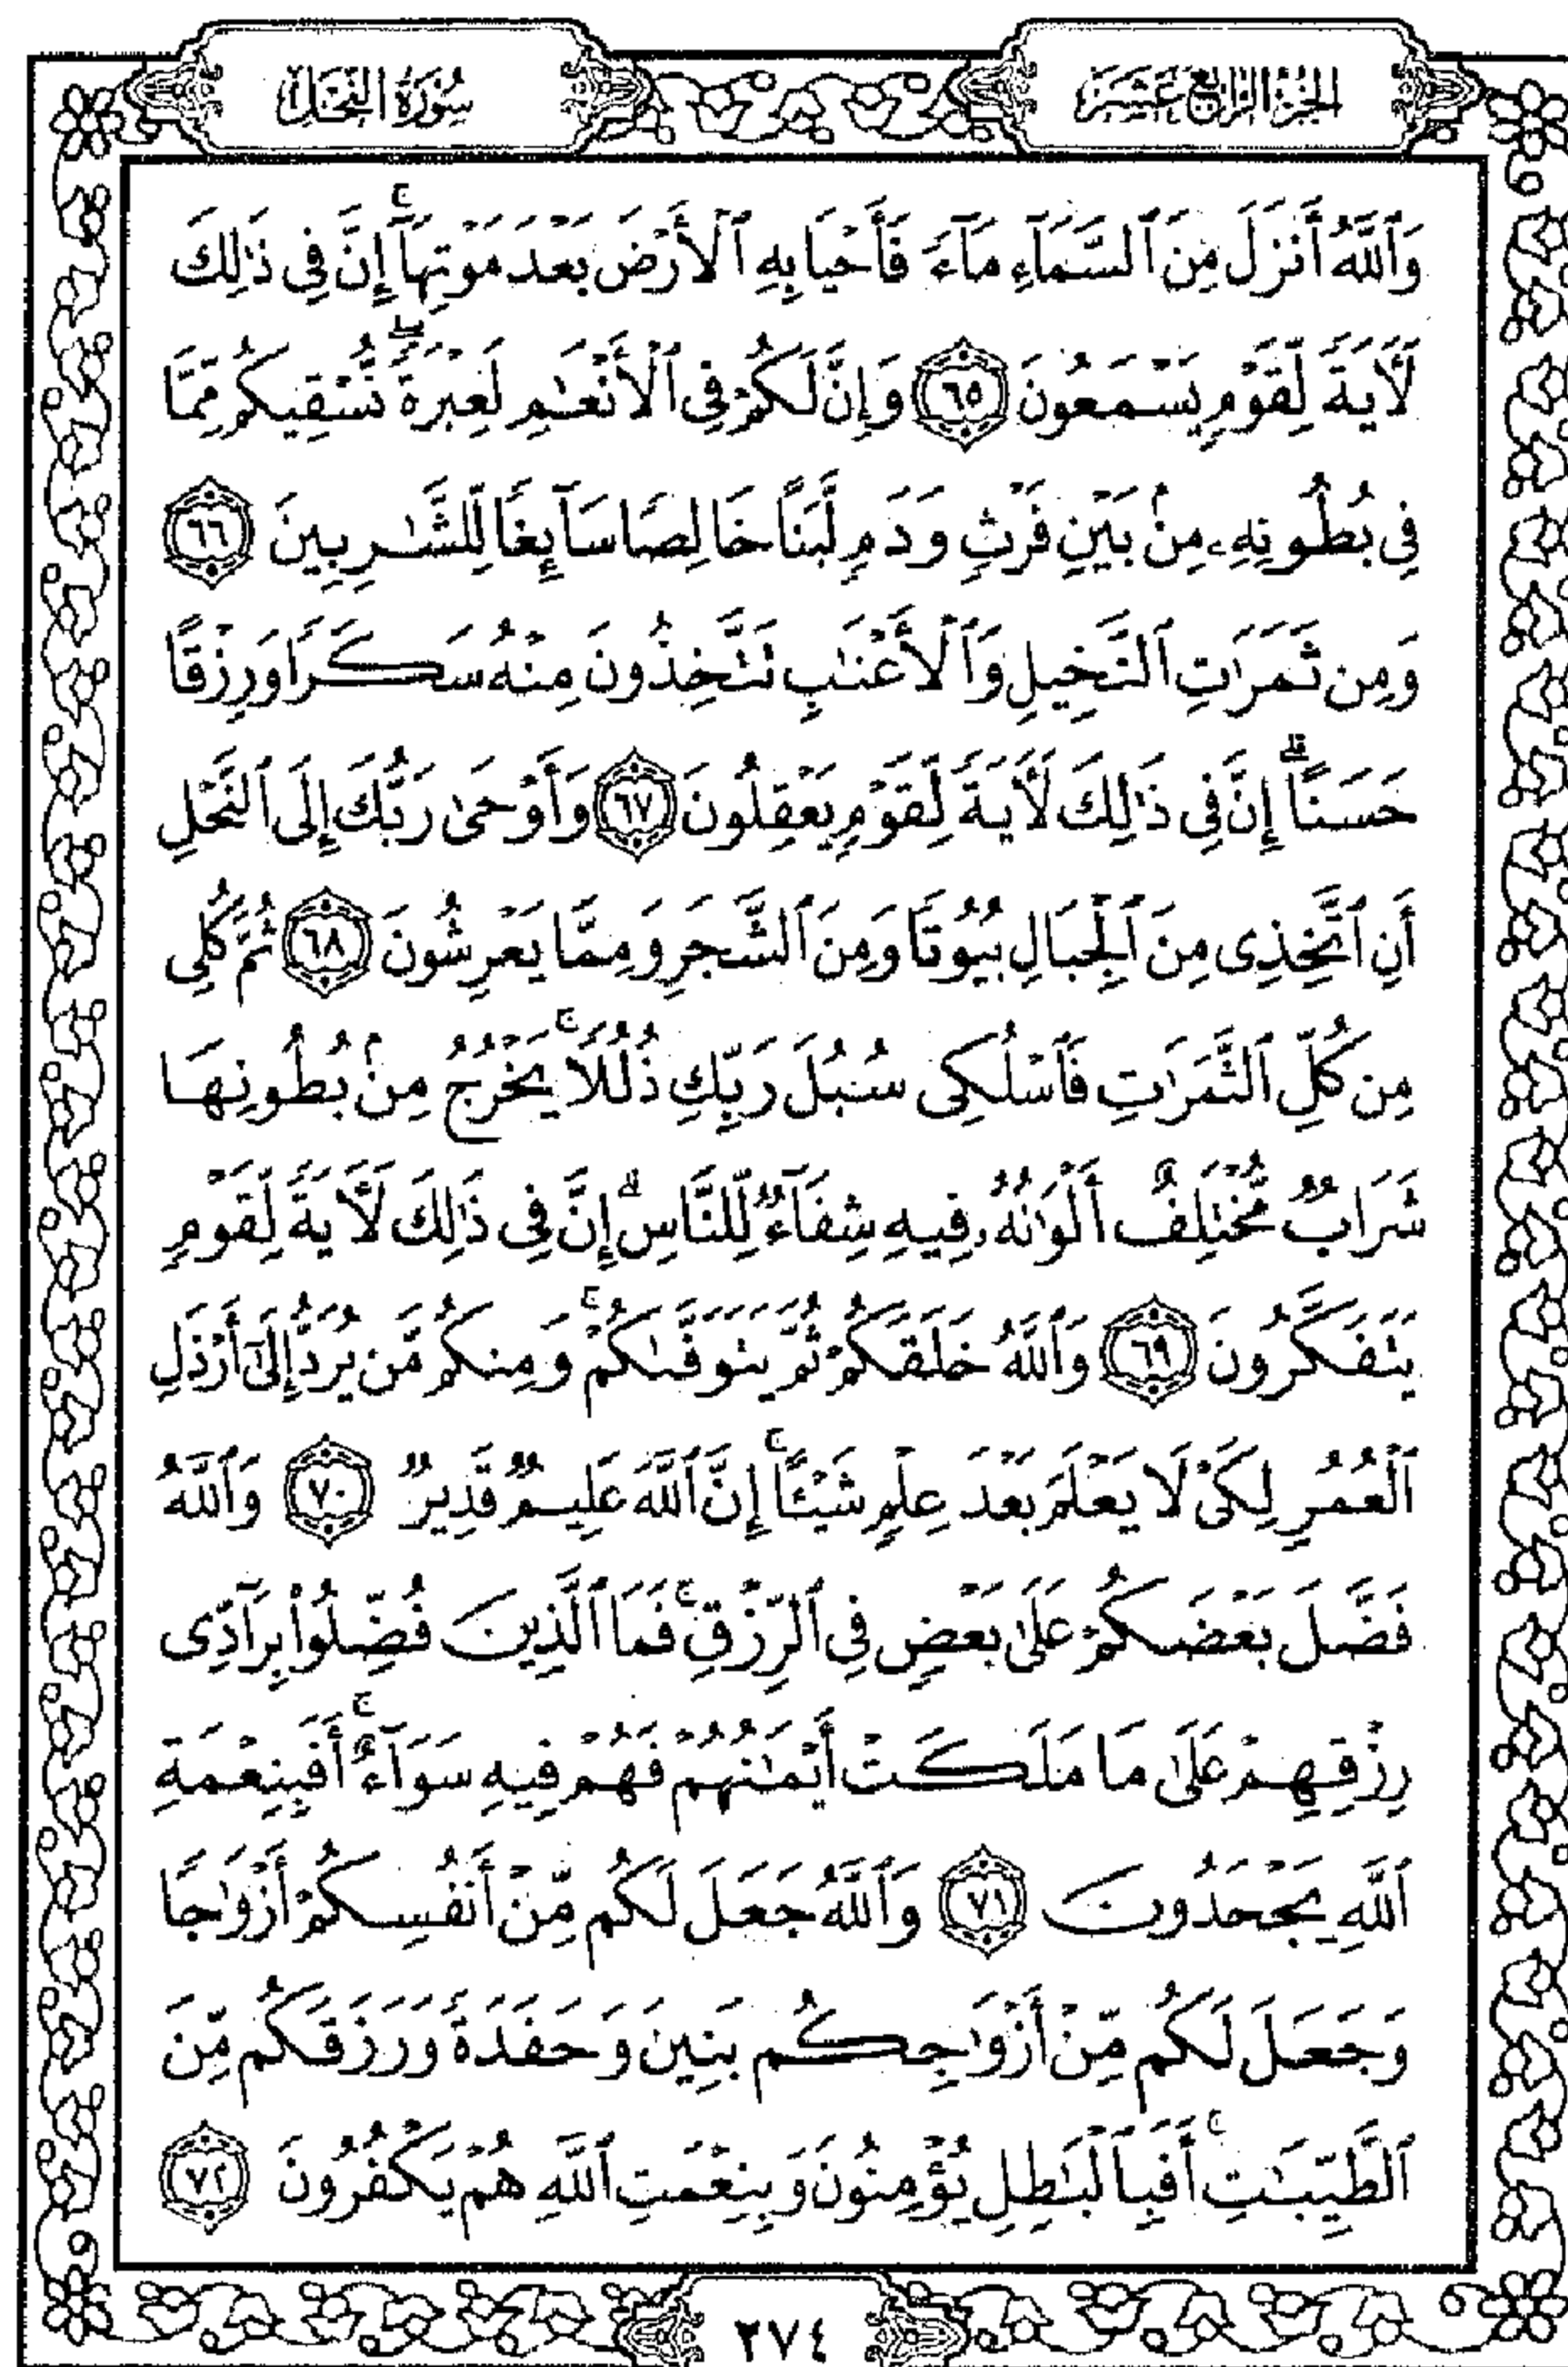 الجزء الرابع عشر
سورة النحل
وَٱللَّهُ أَنزَلَ مِنَ ٱلسَّمَآءِ مَآءً فَأَحْيَا بِهِ ٱلْأَرْضَ بَعْدَ مَوْتِهَآ ۚ إِنَّ فِى ذَٰلِكَ
لَـَٔايَةً لِّقَوْمٍ يَسْمَعُونَ ٦٥ وَإِنَّ لَكُمْ فِى ٱلْأَنْعَٰمِ لَعِبْرَةً ۖ نُّسْقِيكُم مِّمَّا
فِى بُطُونِهِۦ مِنۢ بَيْنِ فَرْثٍ وَدَمٍ لَّبَنًا خَالِصًا سَآئِغًا لِّلشَّٰرِبِينَ ٦٦
وَمِن ثَمَرَٰتِ ٱلنَّخِيلِ وَٱلْأَعْنَٰبِ تَتَّخِذُونَ مِنْهُ سَكَرًا وَرِزْقًا
حَسَنًا ۗ إِنَّ فِى ذَٰلِكَ لَـَٔايَةً لِّقَوْمٍ يَعْقِلُونَ ٦٧ وَأَوْحَىٰ رَبُّكَ إِلَى ٱلنَّحْلِ
أَنِ ٱتَّخِذِى مِنَ ٱلْجِبَالِ بُيُوتًا وَمِنَ ٱلشَّجَرِ وَمِمَّا يَعْرِشُونَ ٦٨ ثُمَّ كُلِى
مِن كُلِّ ٱلثَّمَرَٰتِ فَٱسْلُكِى سُبُلَ رَبِّكِ ذُلُلًا ۚ يَخْرُجُ مِنۢ بُطُونِهَا
شَرَابٌ مُّخْتَلِفٌ أَلْوَٰنُهُۥ فِيهِ شِفَآءٌ لِّلنَّاسِ ۗ إِنَّ فِى ذَٰلِكَ لَـَٔايَةً لِّقَوْمٍ
يَتَفَكَّرُونَ ٦٩ وَٱللَّهُ خَلَقَكُمْ ثُمَّ يَتَوَفَّىٰكُمْ ۚ وَمِنكُم مَّن يُرَدُّ إِلَىٰٓ أَرْذَلِ
ٱلْعُمُرِ لِكَىْ لَا يَعْلَمَ بَعْدَ عِلْمٍ شَيْـًٔا ۚ إِنَّ ٱللَّهَ عَلِيمٌ قَدِيرٌ ٧٠ وَٱللَّهُ
فَضَّلَ بَعْضَكُمْ عَلَىٰ بَعْضٍ فِى ٱلرِّزْقِ ۚ فَمَا ٱلَّذِينَ فُضِّلُوا۟ بِرَآدِّى
رِزْقِهِمْ عَلَىٰ مَا مَلَكَتْ أَيْمَٰنُهُمْ فَهُمْ فِيهِ سَوَآءٌ ۚ أَفَبِنِعْمَةِ
ٱللَّهِ يَجْحَدُونَ ٧١ وَٱللَّهُ جَعَلَ لَكُم مِّنْ أَنفُسِكُمْ أَزْوَٰجًا
وَجَعَلَ لَكُم مِّنْ أَزْوَٰجِكُم بَنِينَ وَحَفَدَةً وَرَزَقَكُم مِّنَ
ٱلطَّيِّبَٰتِ ۚ أَفَبِٱلْبَٰطِلِ يُؤْمِنُونَ وَبِنِعْمَتِ ٱللَّهِ هُمْ يَكْفُرُونَ ٧٢
٢٧٤